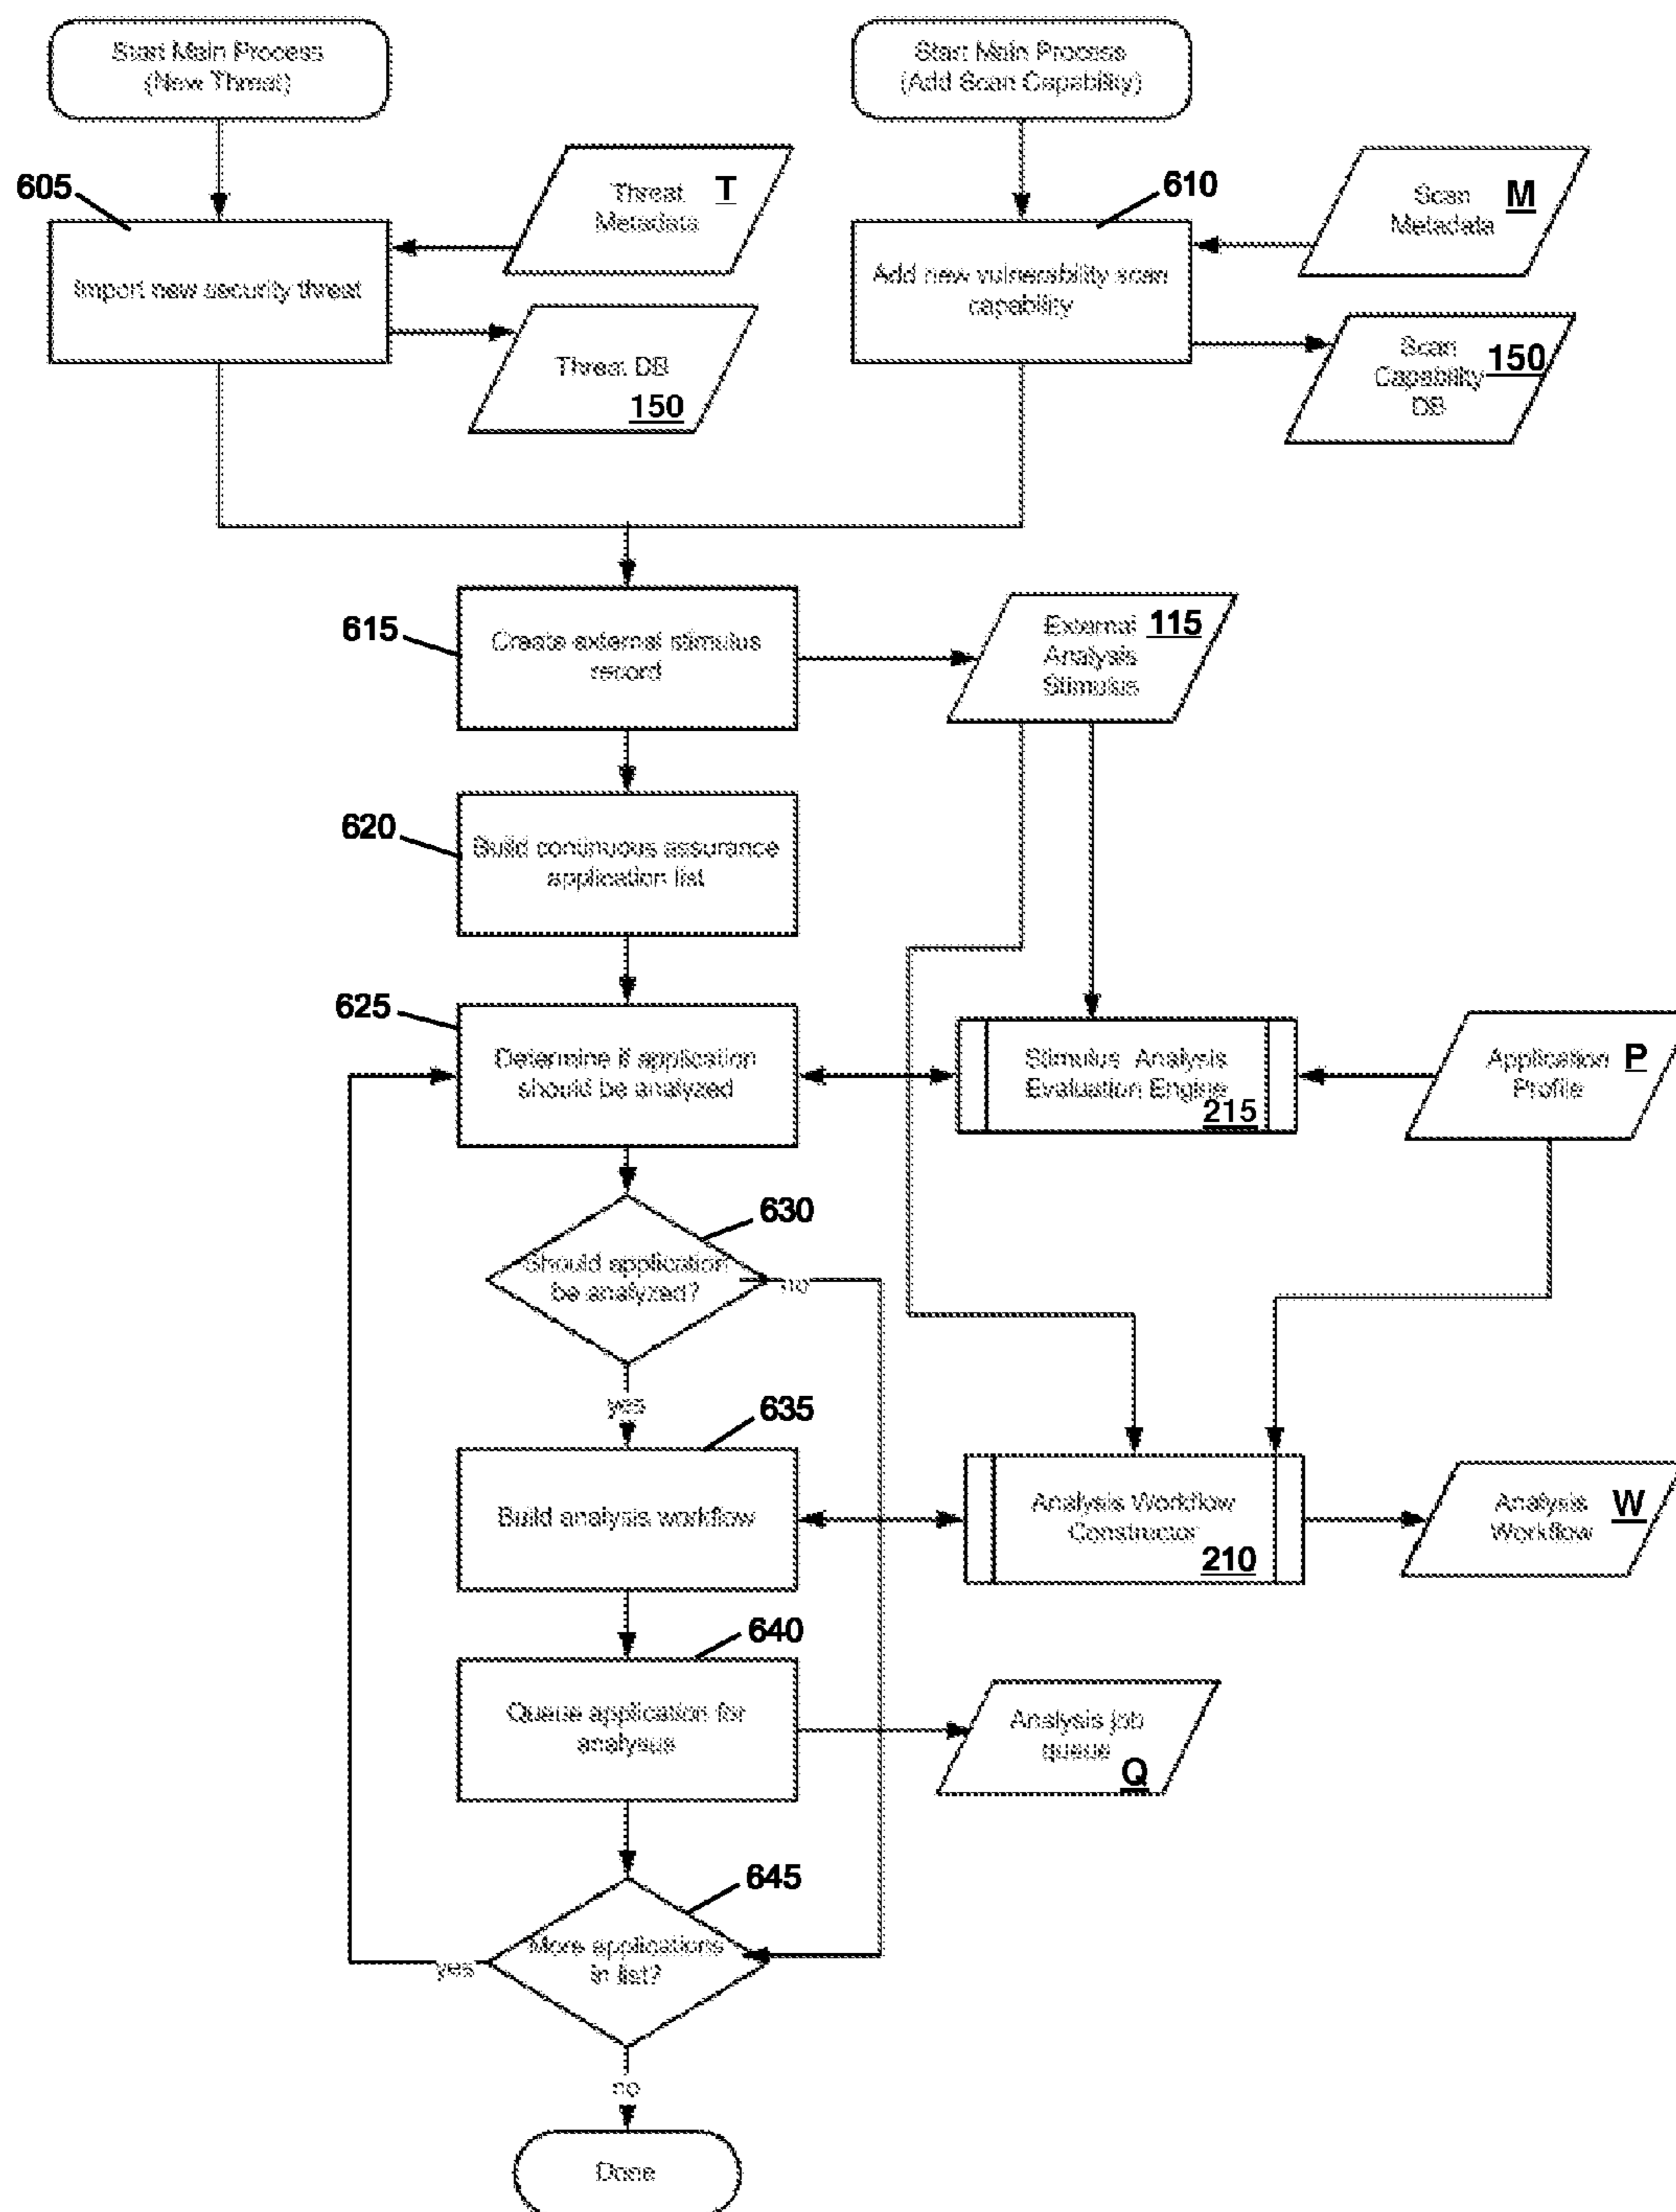 Start Main Process
(New Threat)
Start Main Process
(Add Scan Capability)
605
Threat T
Metadata
610
Scan M
Metadata
Import new security threat
Add new vulnerability scan
capability
Threat DB
150
Scan
Capability 150
DB
615
Create external stimulus
record
External 115
Analysis
Stimulus
620
Build continuous assurance
application list
625
Determine if application
should be analyzed
Stimulus Analysis
Evaluation Engine
215
Application P
Profile
630
Should application
be analyzed?
no
yes
635
Build analysis workflow
Analysis Workflow
Constructor
210
Analysis W
Workflow
640
Queue application for
analysus
Analysis job
queue
Q
645
More applications
in list?
yes
no
Done